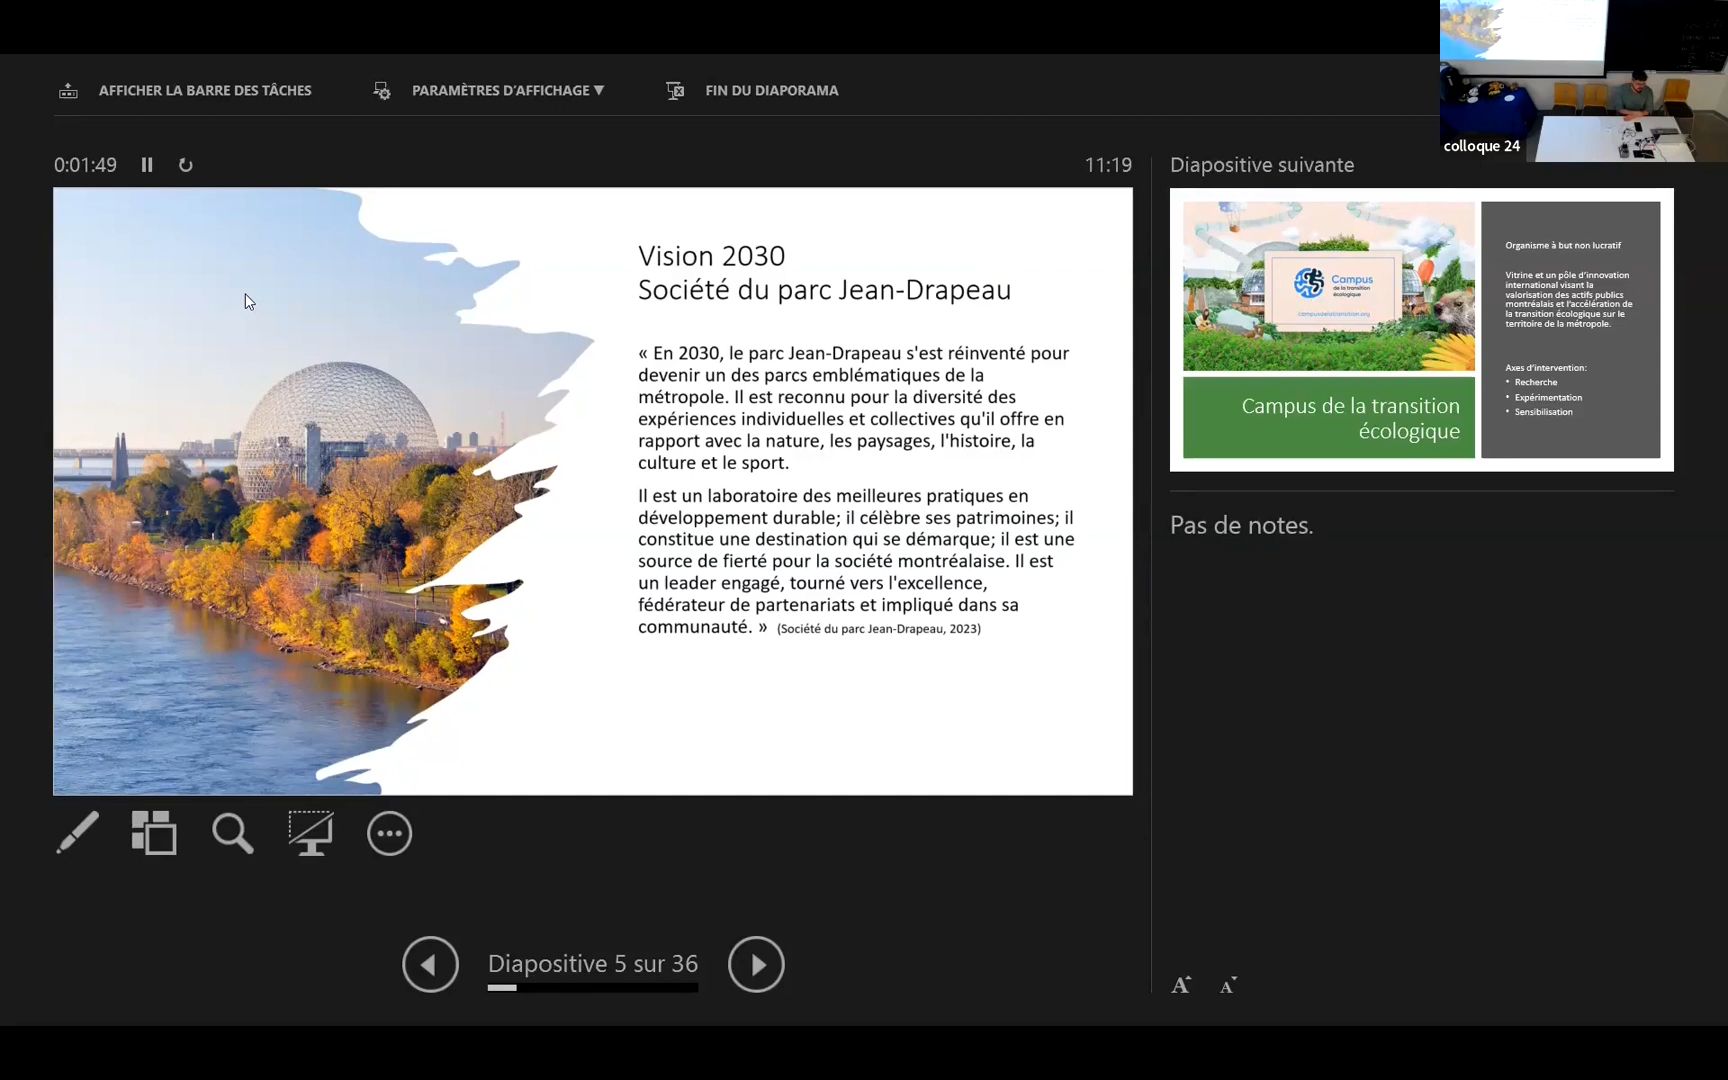 AFFICHER LA BARRE DES TÂCHES
PARAMÈTRES D'AFFICHAGE ▼
FIN DU DIAPORAMA
colloque 24
0:01:49
11:19
Vision 2030
Société du parc Jean-Drapeau
« En 2030, le parc Jean-Drapeau s'est réinventé pour
devenir un des parcs emblématiques de la
métropole. Il est reconnu pour la diversité des
expériences individuelles et collectives qu'il offre en
rapport avec la nature, les paysages, l'histoire, la
culture et le sport.
Il est un laboratoire des meilleures pratiques en
développement durable; il célèbre ses patrimoines; il
constitue une destination qui se démarque; il est une
source de fierté pour la société montréalaise. Il est
un leader engagé, tourné vers l'excellence,
fédérateur de partenariats et impliqué dans sa
communauté. » (Société du parc Jean-Drapeau, 2023)
Diapositive 5 sur 36
Diapositive suivante
Campus
de la transition
écologique
campusdelatransition.org
Campus de la transition
écologique
Organisme à but non lucratif
Vitrine et un pôle d'innovation
international visant la
valorisation des actifs publics
montréalais et l'accélération de
la transition écologique sur le
territoire de la métropole.
Axes d'intervention:
• Recherche
• Expérimentation
• Sensibilisation
Pas de notes.
A A